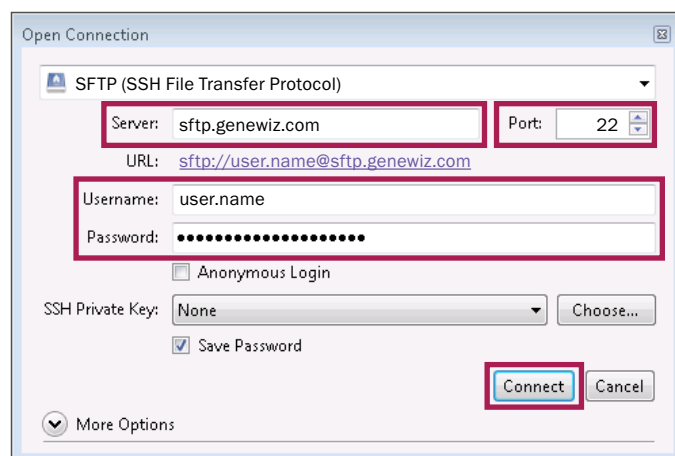 Open Connection
SFTP (SSH File Transfer Protocol)
Server: sftp.genewiz.com Port: 22
URL: sftp://user.name@sftp.genewiz.com
Username: user.name
Password: ••••••••••••••••••••
Anonymous Login
SSH Private Key: None Choose...
Save Password
Connect Cancel
More Options